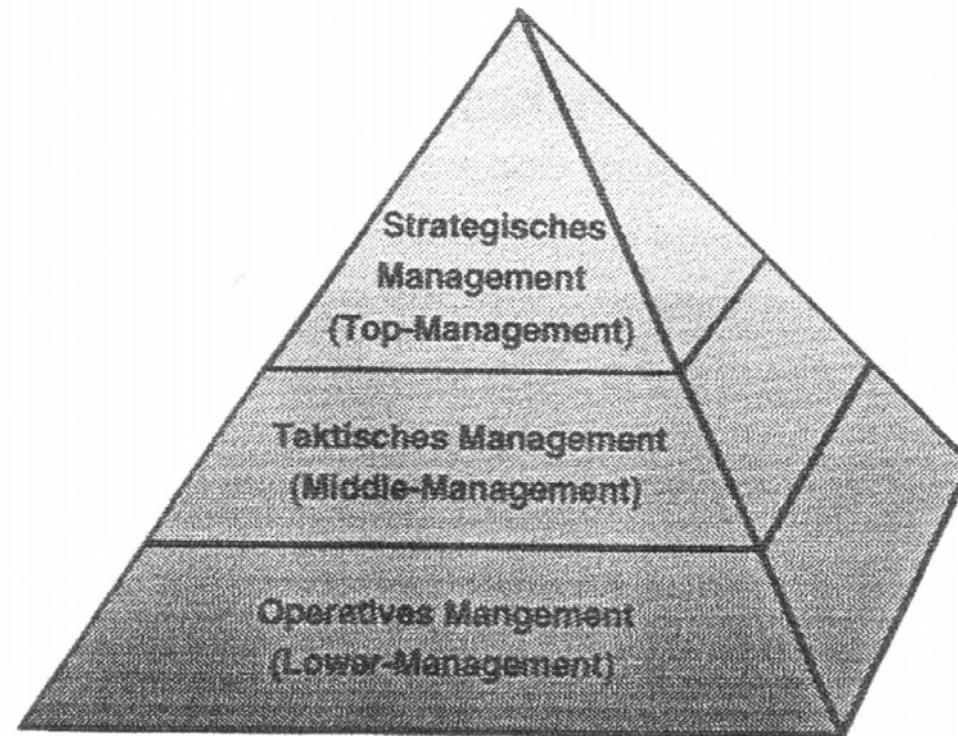 Strategisches
Management
(Top-Management)
Taktisches Management
(Middle-Management)
Operatives Mangement
(Lower-Management)